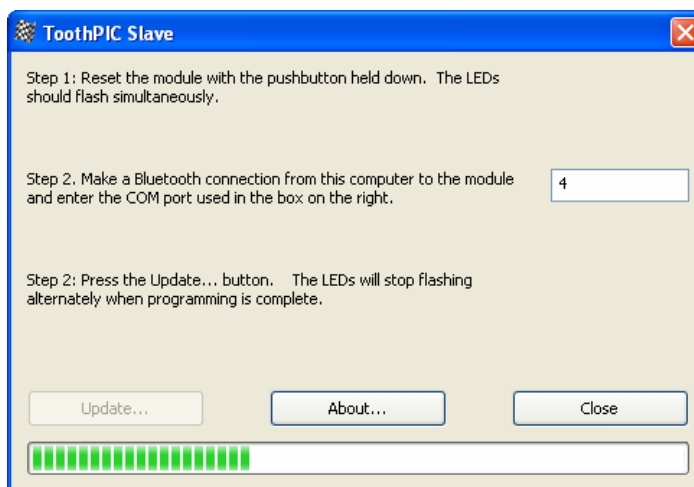 ToothPIC Slave
Step 1: Reset the module with the pushbutton held down. The LEDs
should flash simultaneously.
Step 2. Make a Bluetooth connection from this computer to the module
and enter the COM port used in the box on the right.
4
Step 2: Press the Update... button. The LEDs will stop flashing
alternately when programming is complete.
Update...
About...
Close